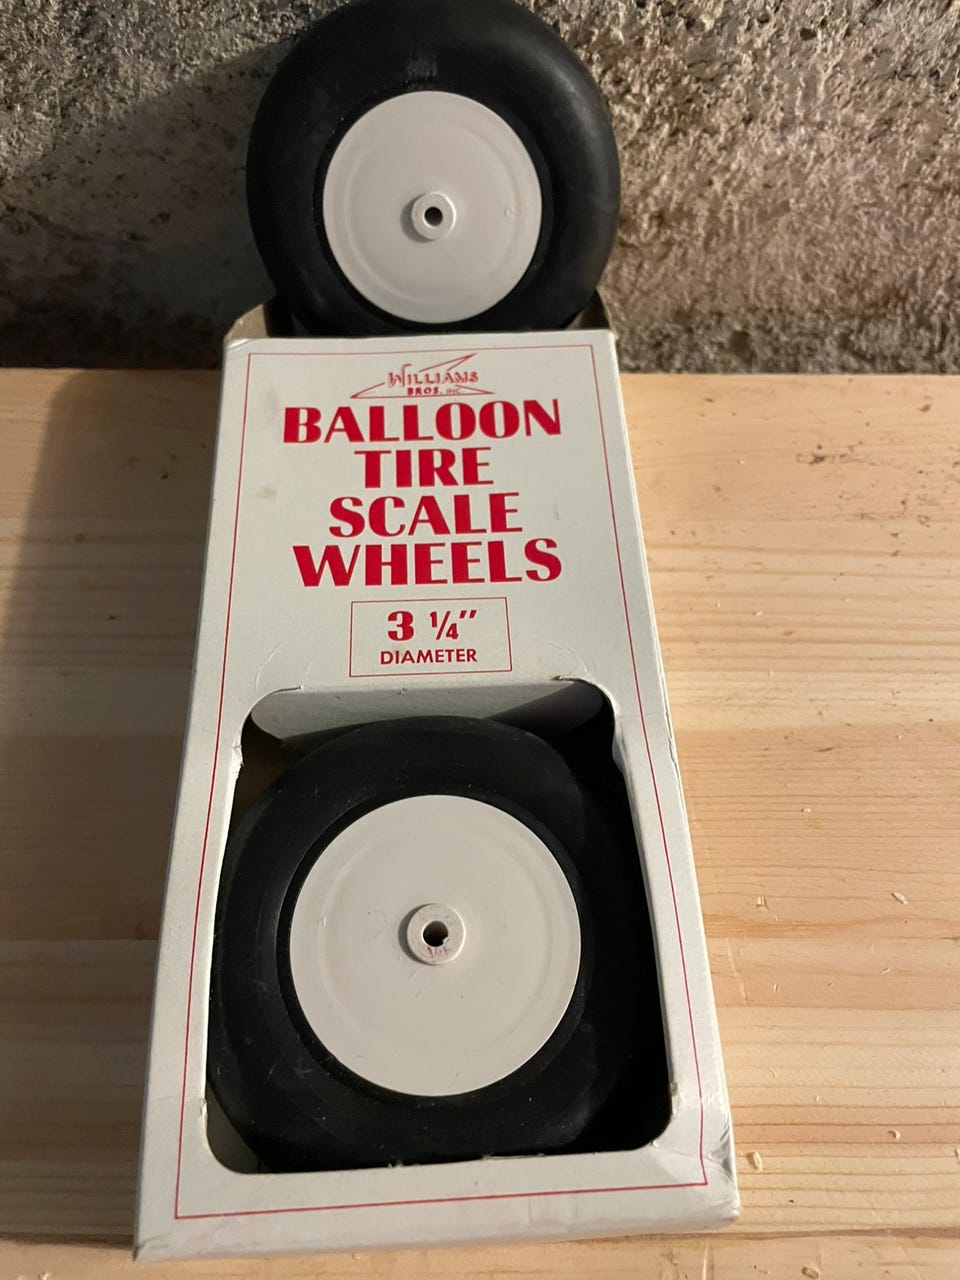 WILLIAMS
BROS. INC.
BALLOON
TIRE
SCALE
WHEELS
3 ¼"
DIAMETER